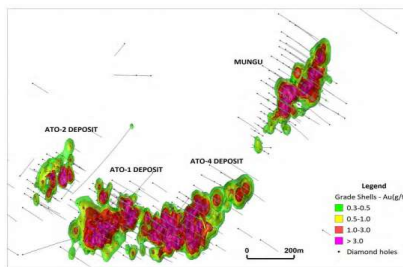 MUNGU
ATO-2 DEPOSIT
ATO-1 DEPOSIT
ATO-4 DEPOSIT
Legend
Grade Shells - Au(g/t
0.3-0.5
0.5-1.0
1.0-3.0
> 3.0
Diamond holes
0
200m